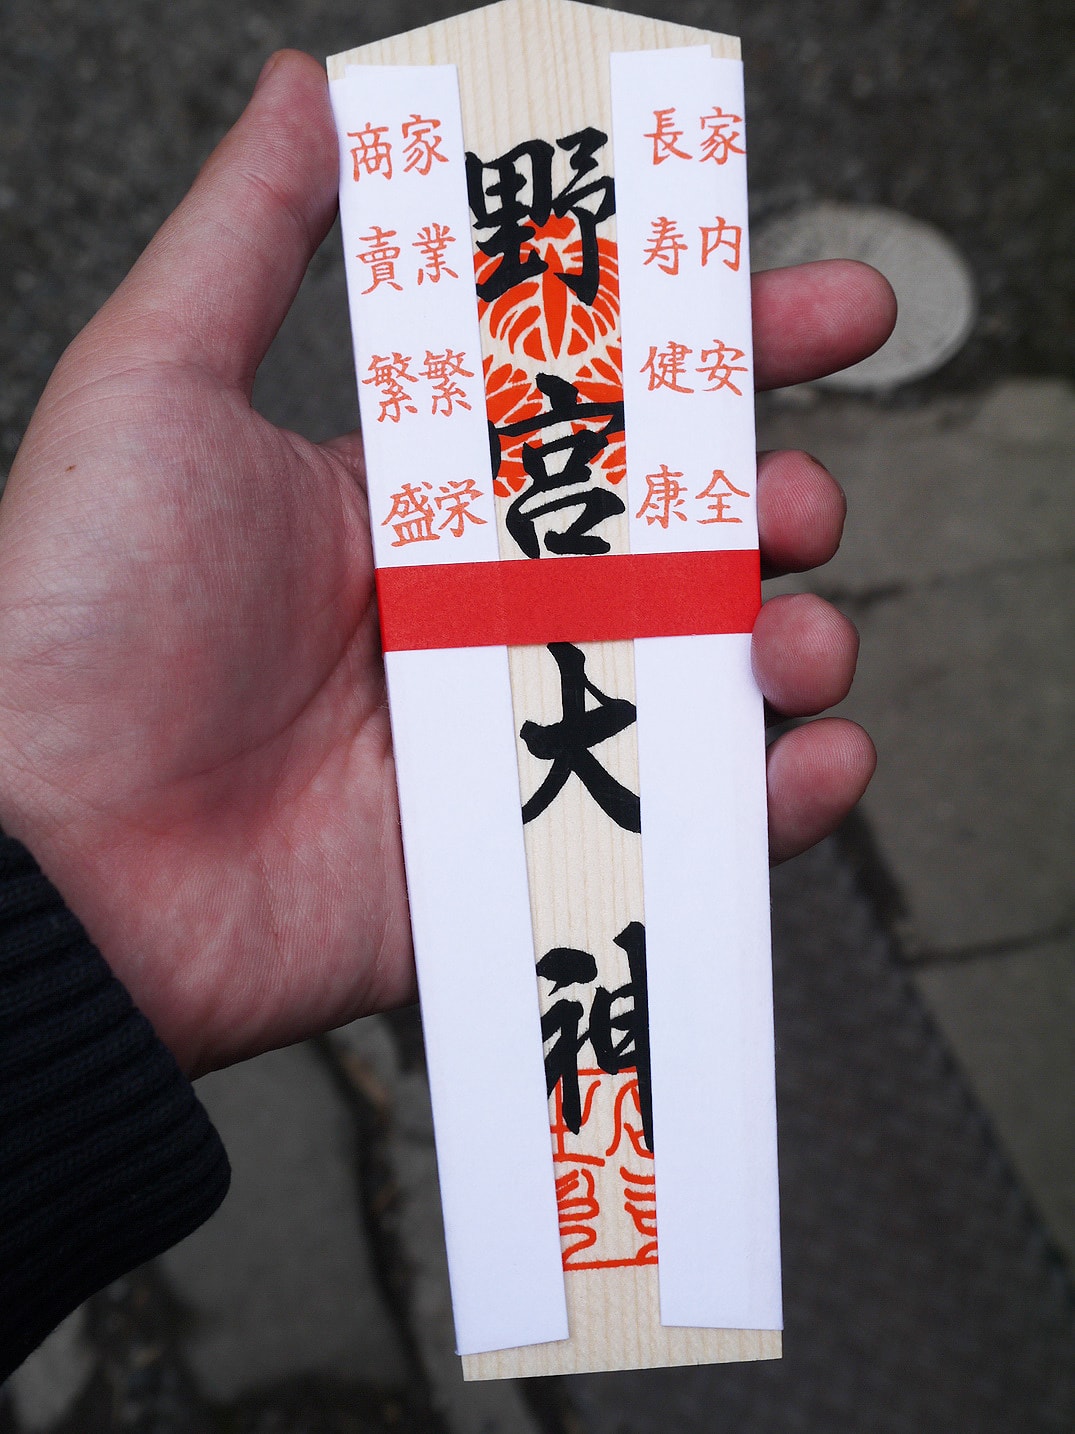 家内安全
長寿健康
野宮大神
家業繁栄
商賣繁盛